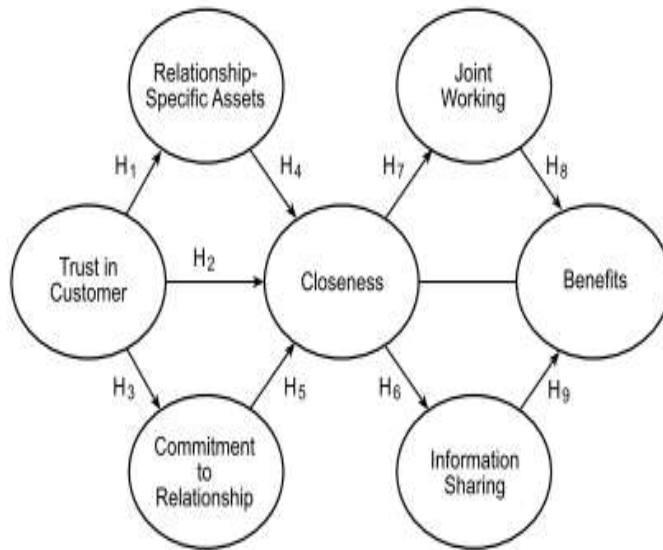 Relationship-
Specific Assets
Joint
Working
H1
H4
H7
H8
Trust in
Customer
H2
Closeness
Benefits
H3
H5
H6
H9
Commitment
to
Relationship
Information
Sharing